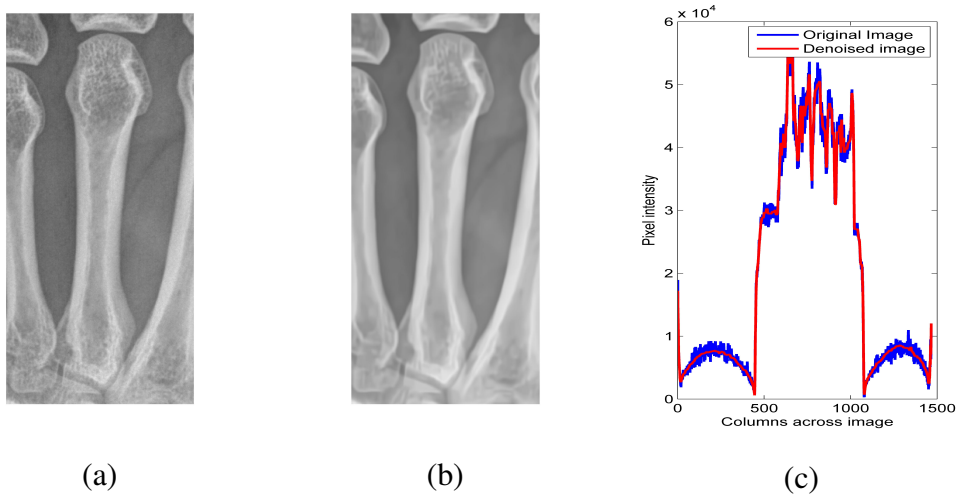 × 10⁴
6
5
4
3
2
1
0
Pixel intensity
Original Image
Denoised image
0
500
1000
1500
Columns across image
(a)
(b)
(c)